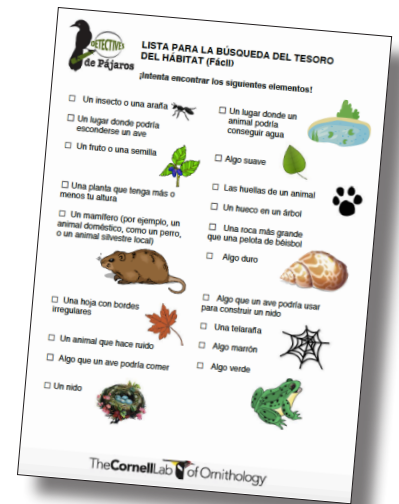 DETECTIVES
de Pájaros
LISTA PARA LA BÚSQUEDA DEL TESORO
DEL HÁBITAT (Fácil)
¡Intenta encontrar los siguientes elementos!
☐ Un insecto o una araña
☐ Un lugar donde podría
esconderse un ave
☐ Un fruto o una semilla
☐ Una planta que tenga más o
menos tu altura
☐ Un mamífero (por ejemplo, un
animal doméstico, como un perro,
o un animal silvestre local)
☐ Una hoja con bordes
irregulares
☐ Un animal que hace ruido
☐ Algo que un ave podría comer
☐ Un nido
☐ Un lugar donde un
animal podría
conseguir agua
☐ Algo suave
☐ Las huellas de un animal
☐ Un hueco en un árbol
☐ Una roca más grande
que una pelota de béisbol
☐ Algo duro
☐ Algo que un ave podría usar
para construir un nido
☐ Una telaraña
☐ Algo marrón
☐ Algo verde
TheCornellLab of Ornithology